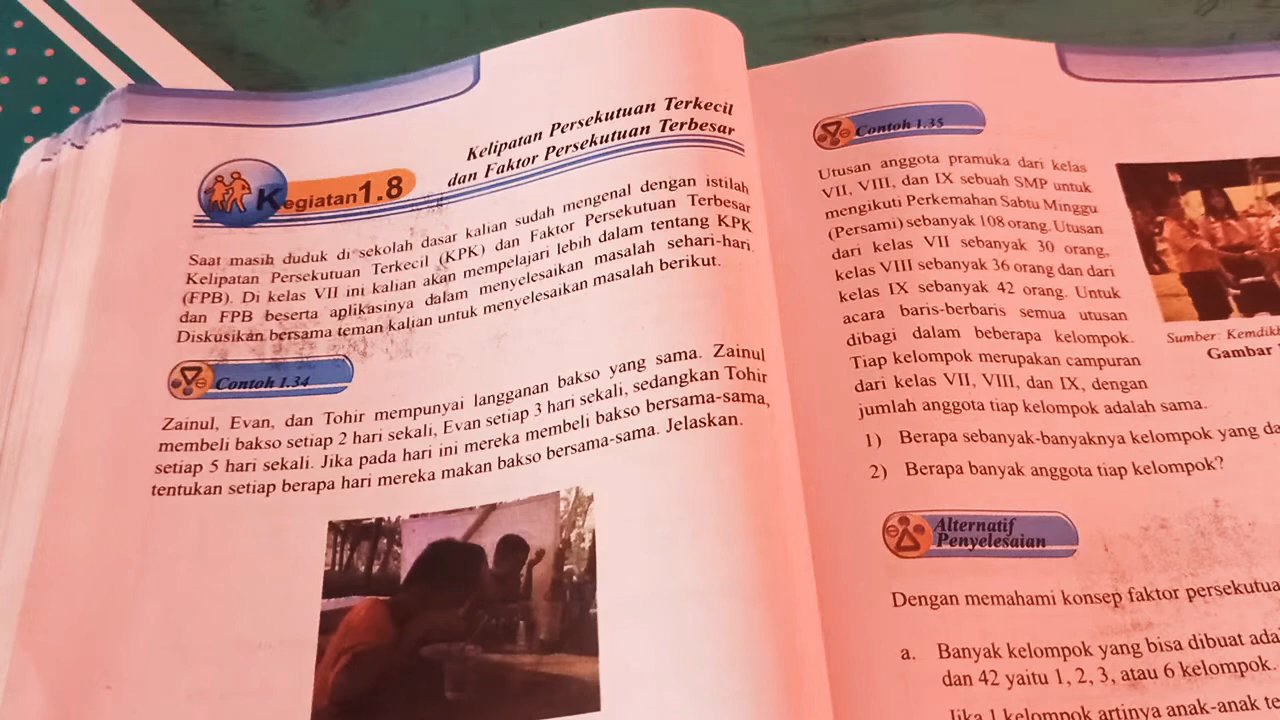 Kelipatan Persekutuan Terkecil
dan Faktor Persekutuan Terbesar
Kegiatan 1.8
Saat masih duduk di sekolah dasar kalian sudah mengenal dengan istilah
Kelipatan Persekutuan Terkecil (KPK) dan Faktor Persekutuan Terbesar
(FPB). Di kelas VII ini kalian akan mempelajari lebih dalam tentang KPK
dan FPB beserta aplikasinya dalam menyelesaikan masalah sehari-hari.
Diskusikan bersama teman kalian untuk menyelesaikan masalah berikut.
Contoh 1.34
Zainul, Evan, dan Tohir mempunyai langganan bakso yang sama. Zainul
membeli bakso setiap 2 hari sekali, Evan setiap 3 hari sekali, sedangkan Tohir
setiap 5 hari sekali. Jika pada hari ini mereka membeli bakso bersama-sama,
tentukan setiap berapa hari mereka makan bakso bersama-sama. Jelaskan.
Contoh 1.35
Utusan anggota pramuka dari kelas
VII, VIII, dan IX sebuah SMP untuk
mengikuti Perkemahan Sabtu Minggu
(Persami) sebanyak 108 orang. Utusan
dari kelas VII sebanyak 30 orang,
kelas VIII sebanyak 36 orang dan dari
kelas IX sebanyak 42 orang. Untuk
acara baris-berbaris semua utusan
dibagi dalam beberapa kelompok.
Tiap kelompok merupakan campuran
dari kelas VII, VIII, dan IX, dengan
jumlah anggota tiap kelompok adalah sama.
Sumber: Kemdik
Gambar
1) Berapa sebanyak-banyaknya kelompok yang da
2) Berapa banyak anggota tiap kelompok?
Alternatif
Penyelesaian
Dengan memahami konsep faktor persekutua
a. Banyak kelompok yang bisa dibuat ada
dan 42 yaitu 1, 2, 3, atau 6 kelompok.
Jika 1 kelompok artinya anak-anak te